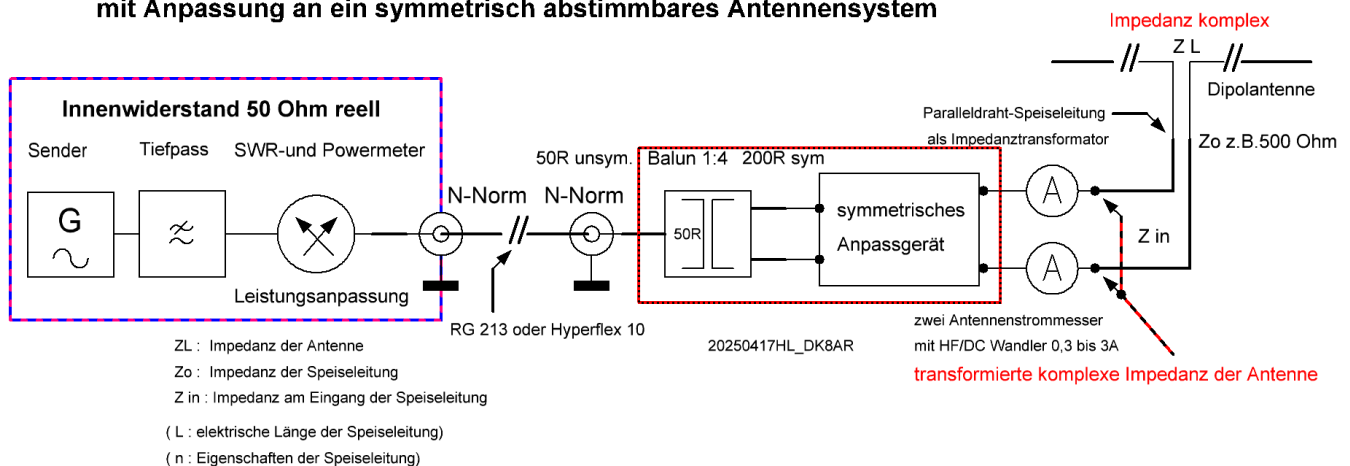 mit Anpassung an ein symmetrisch abstimmbares Antennensystem
Impedanz komplex
Z L
Dipolantenne
Innenwiderstand 50 Ohm reell
Paralleldraht-Speiseleitung
als Impedanztransformator
Zo z.B.500 Ohm
Sender
Tiefpass
SWR-und Powermeter
50R unsym.
Balun 1:4
200R sym
N-Norm
N-Norm
G
50R
symmetrisches
Anpassgerät
A
A
Z in
Leistungsanpassung
RG 213 oder Hyperflex 10
20250417HL_DK8AR
zwei Antennenstrommesser
mit HF/DC Wandler 0,3 bis 3A
transformierte komplexe Impedanz der Antenne
ZL : Impedanz der Antenne
Zo : Impedanz der Speiseleitung
Z in : Impedanz am Eingang der Speiseleitung
( L : elektrische Länge der Speiseleitung)
( n : Eigenschaften der Speiseleitung)